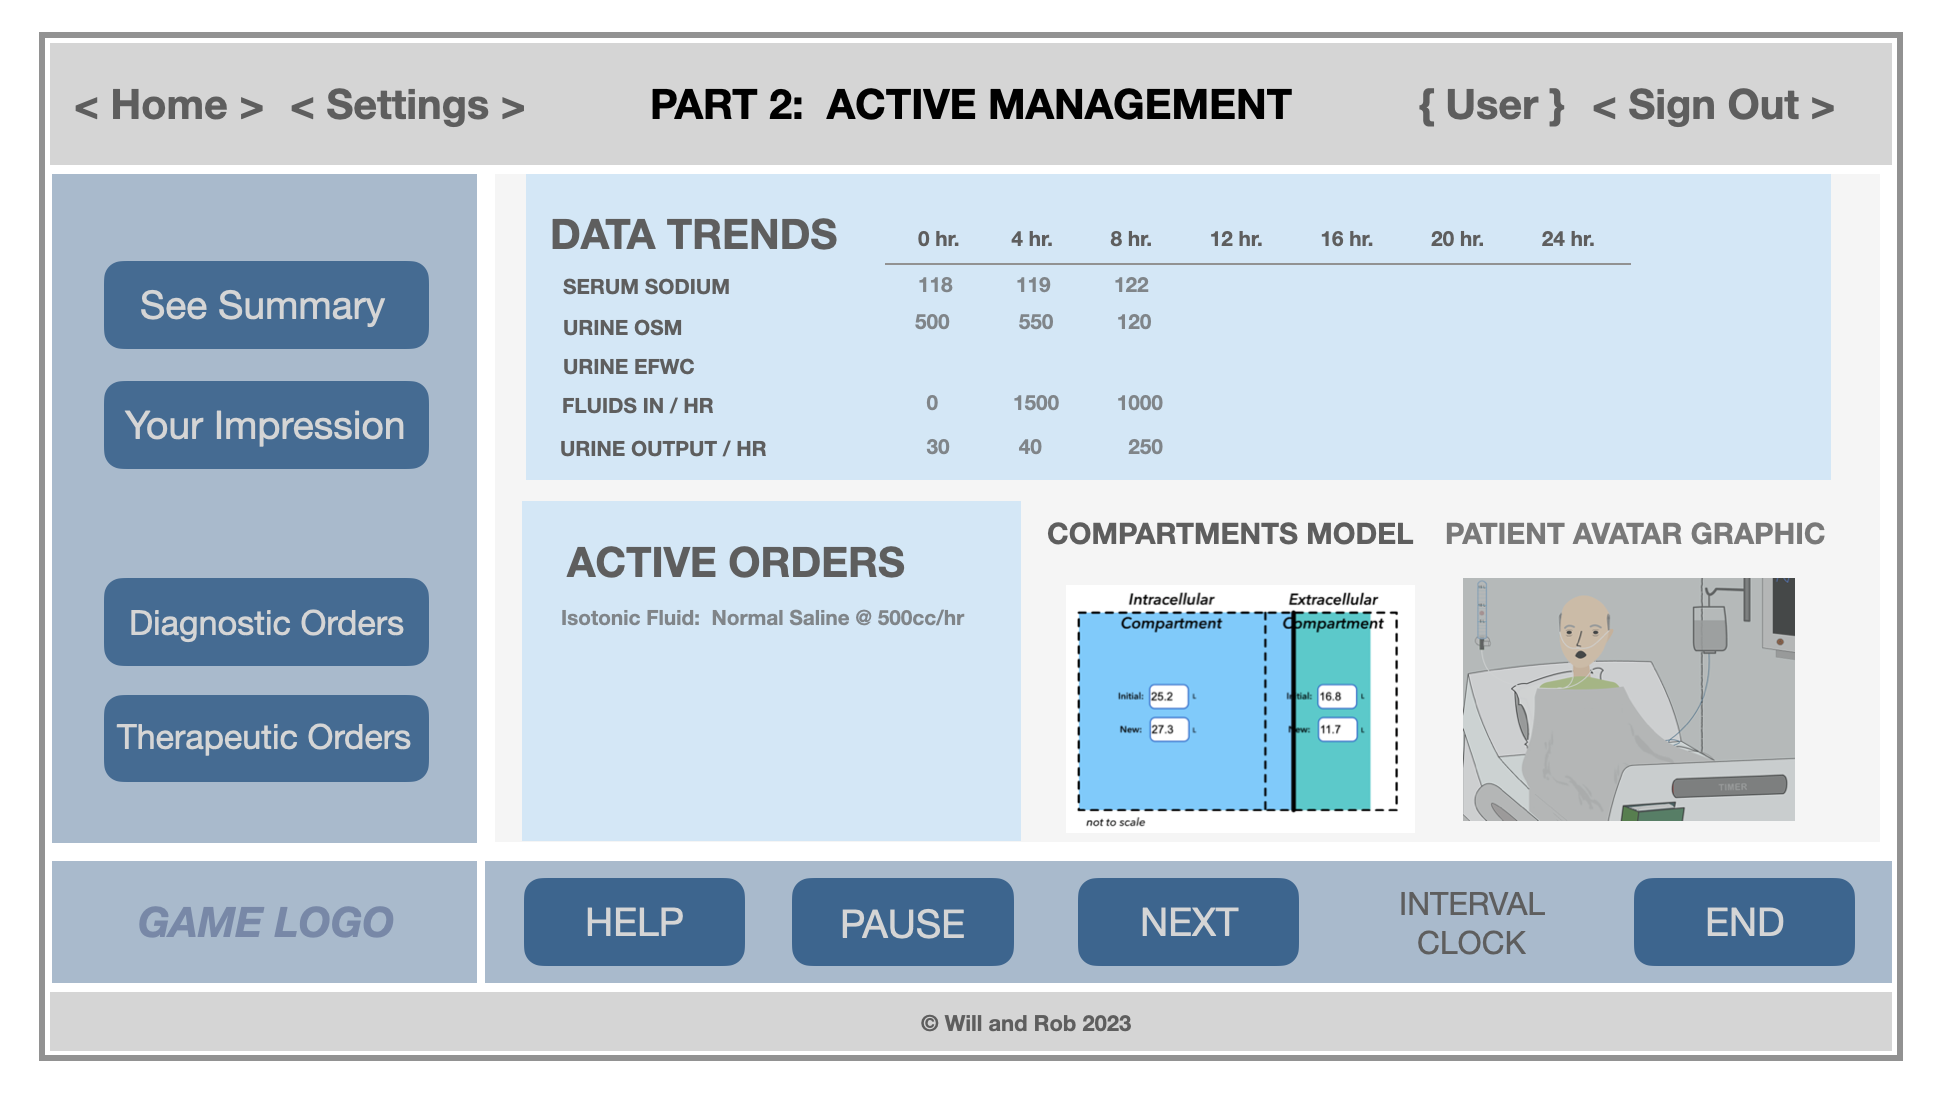 < Home > < Settings > PART 2: ACTIVE MANAGEMENT { User } < Sign Out >
See Summary
Your Impression
Diagnostic Orders
Therapeutic Orders
DATA TRENDS 0 hr. 4 hr. 8 hr. 12 hr. 16 hr. 20 hr. 24 hr.
SERUM SODIUM 118 119 122
URINE OSM 500 550 120
URINE EFWC
FLUIDS IN / HR 0 1500 1000
URINE OUTPUT / HR 30 40 250
ACTIVE ORDERS
Isotonic Fluid: Normal Saline @ 500cc/hr
COMPARTMENTS MODEL
Intracellular Compartment
Extracellular Compartment
Initial: 25.2 L Initial: 16.8 L
New: 27.3 L New: 11.7 L
not to scale
PATIENT AVATAR GRAPHIC
TIMER
GAME LOGO
HELP PAUSE NEXT INTERVAL CLOCK END
© Will and Rob 2023